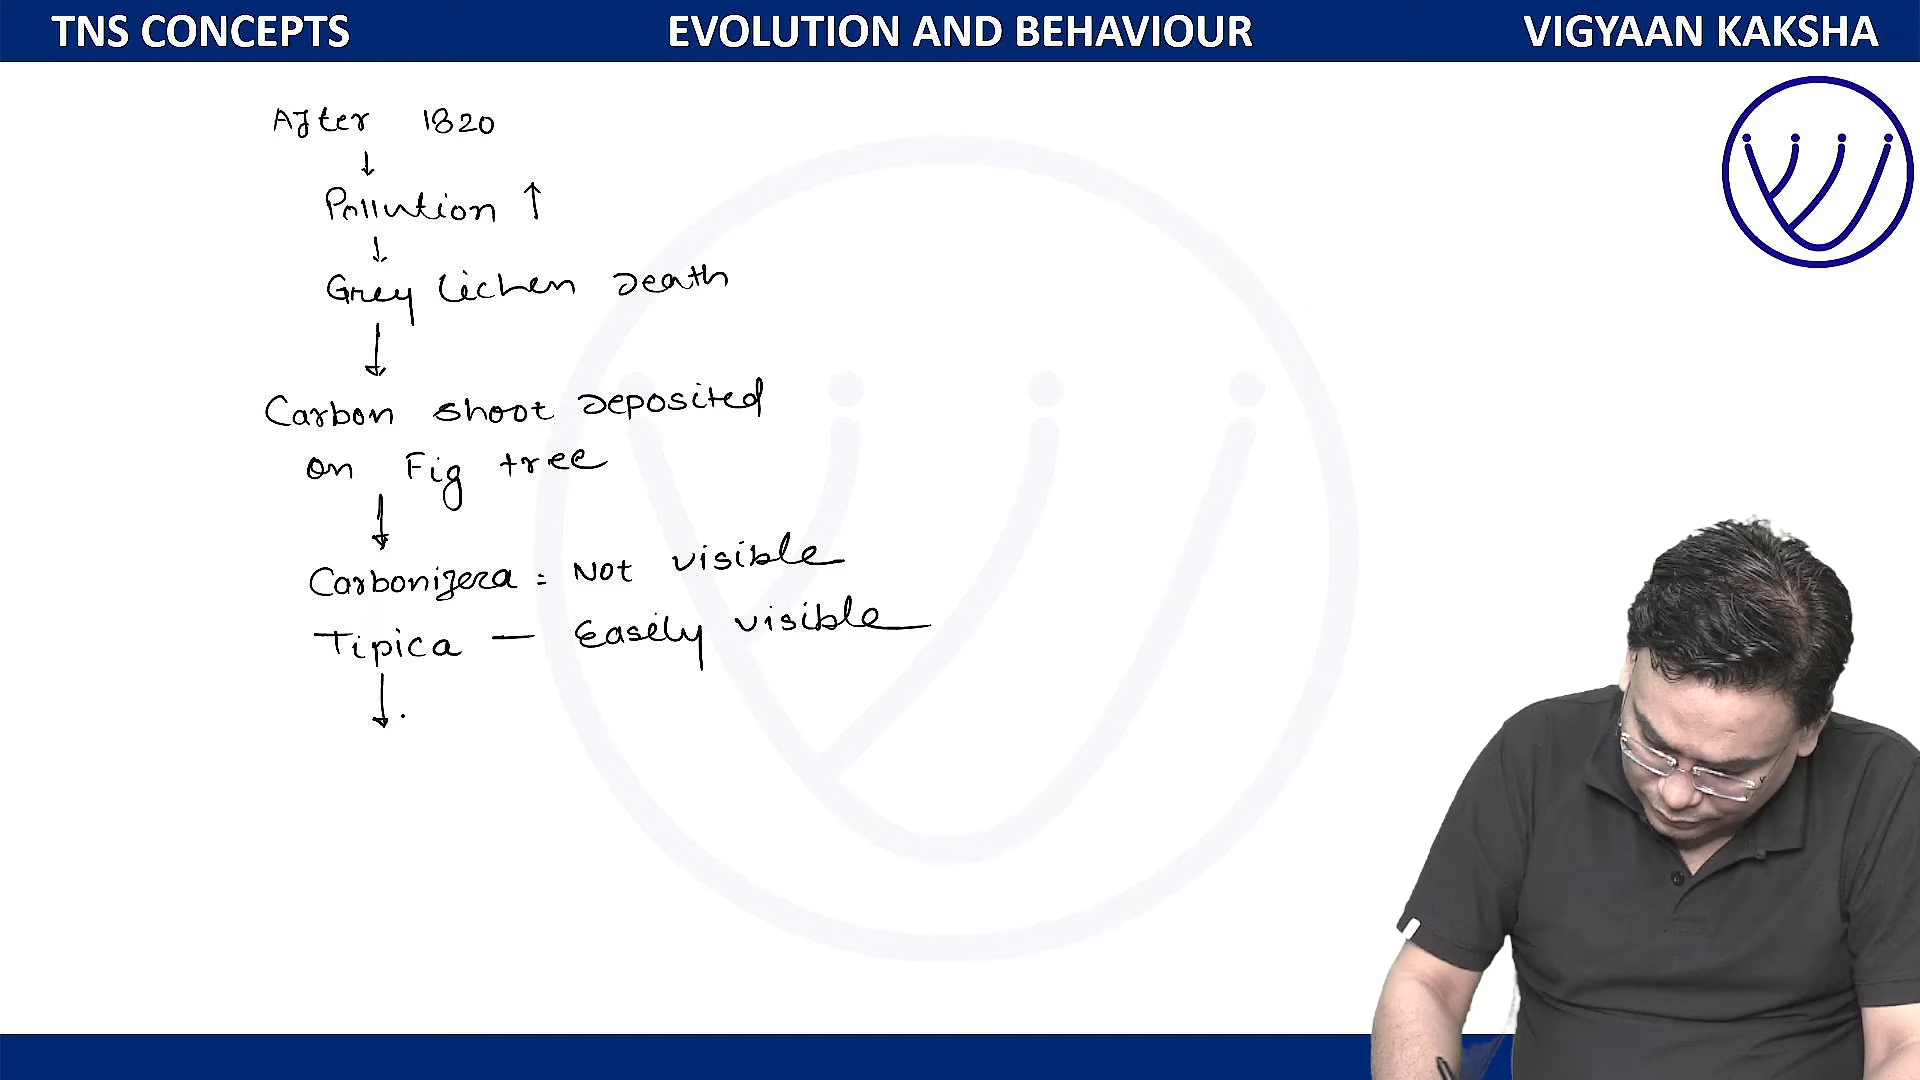 TNS CONCEPTS
EVOLUTION AND BEHAVIOUR
VIGYAAN KAKSHA
After 1820
↓
Pollution ↑
↓
Grey lichen death
↓
Carbon shoot deposited
on Fig tree
↓
Carbonifera = Not visible
Tipica — Easily visible
↓